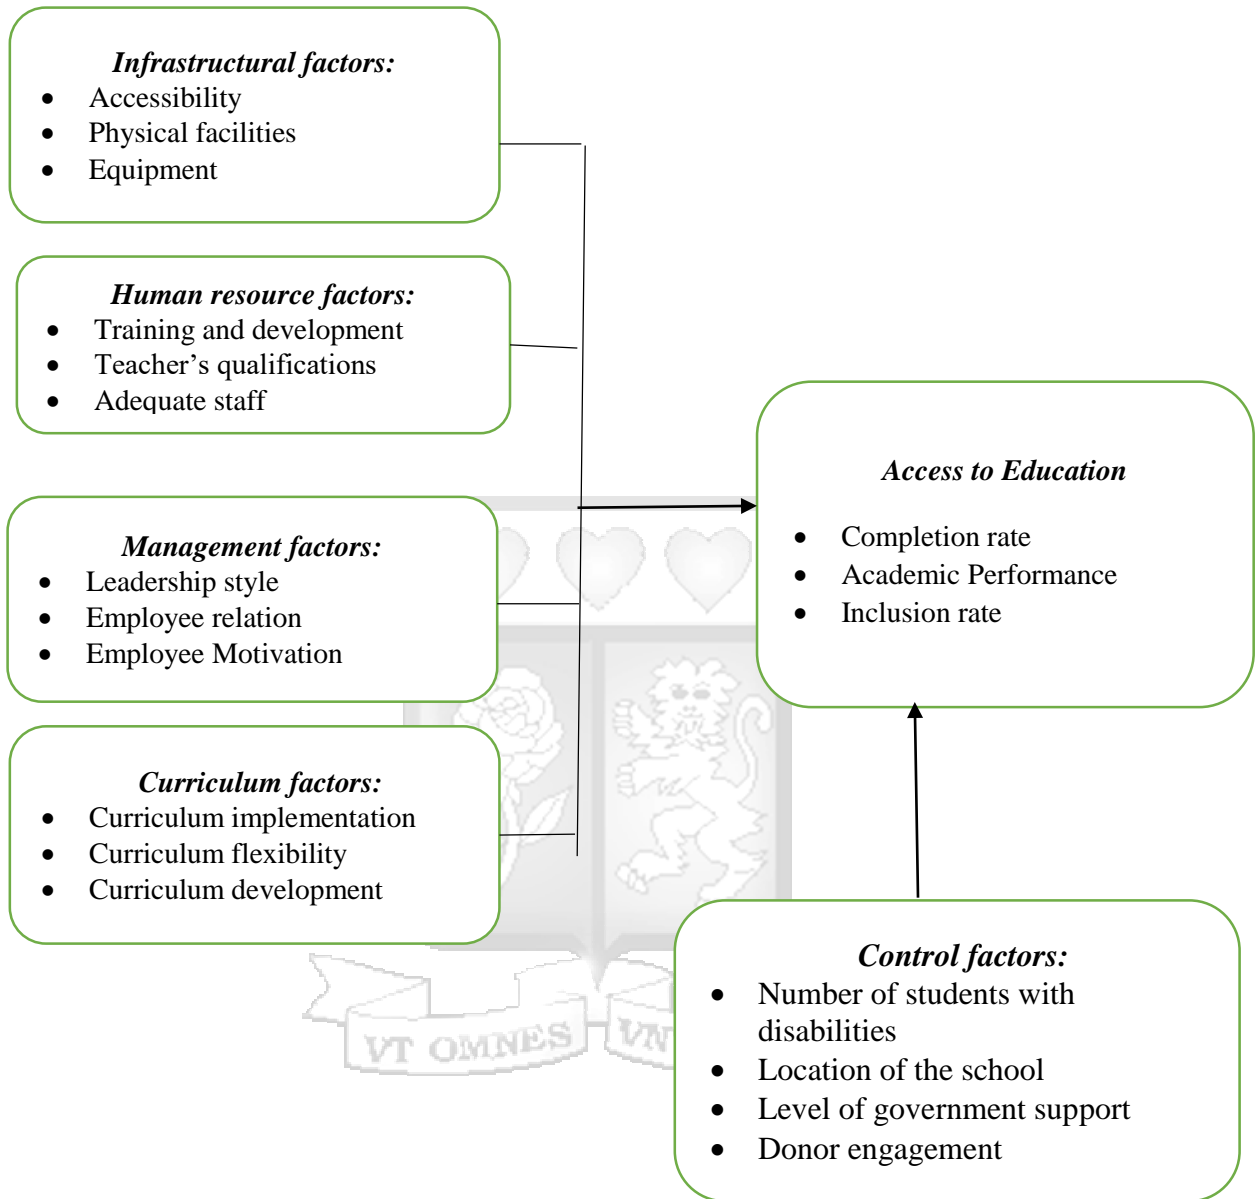 Infrastructural factors:
• Accessibility
• Physical facilities
• Equipment
Human resource factors:
• Training and development
• Teacher’s qualifications
• Adequate staff
Management factors:
• Leadership style
• Employee relation
• Employee Motivation
Curriculum factors:
• Curriculum implementation
• Curriculum flexibility
• Curriculum development
Access to Education
• Completion rate
• Academic Performance
• Inclusion rate
Control factors:
• Number of students with
disabilities
• Location of the school
• Level of government support
• Donor engagement
VT OMNES VN